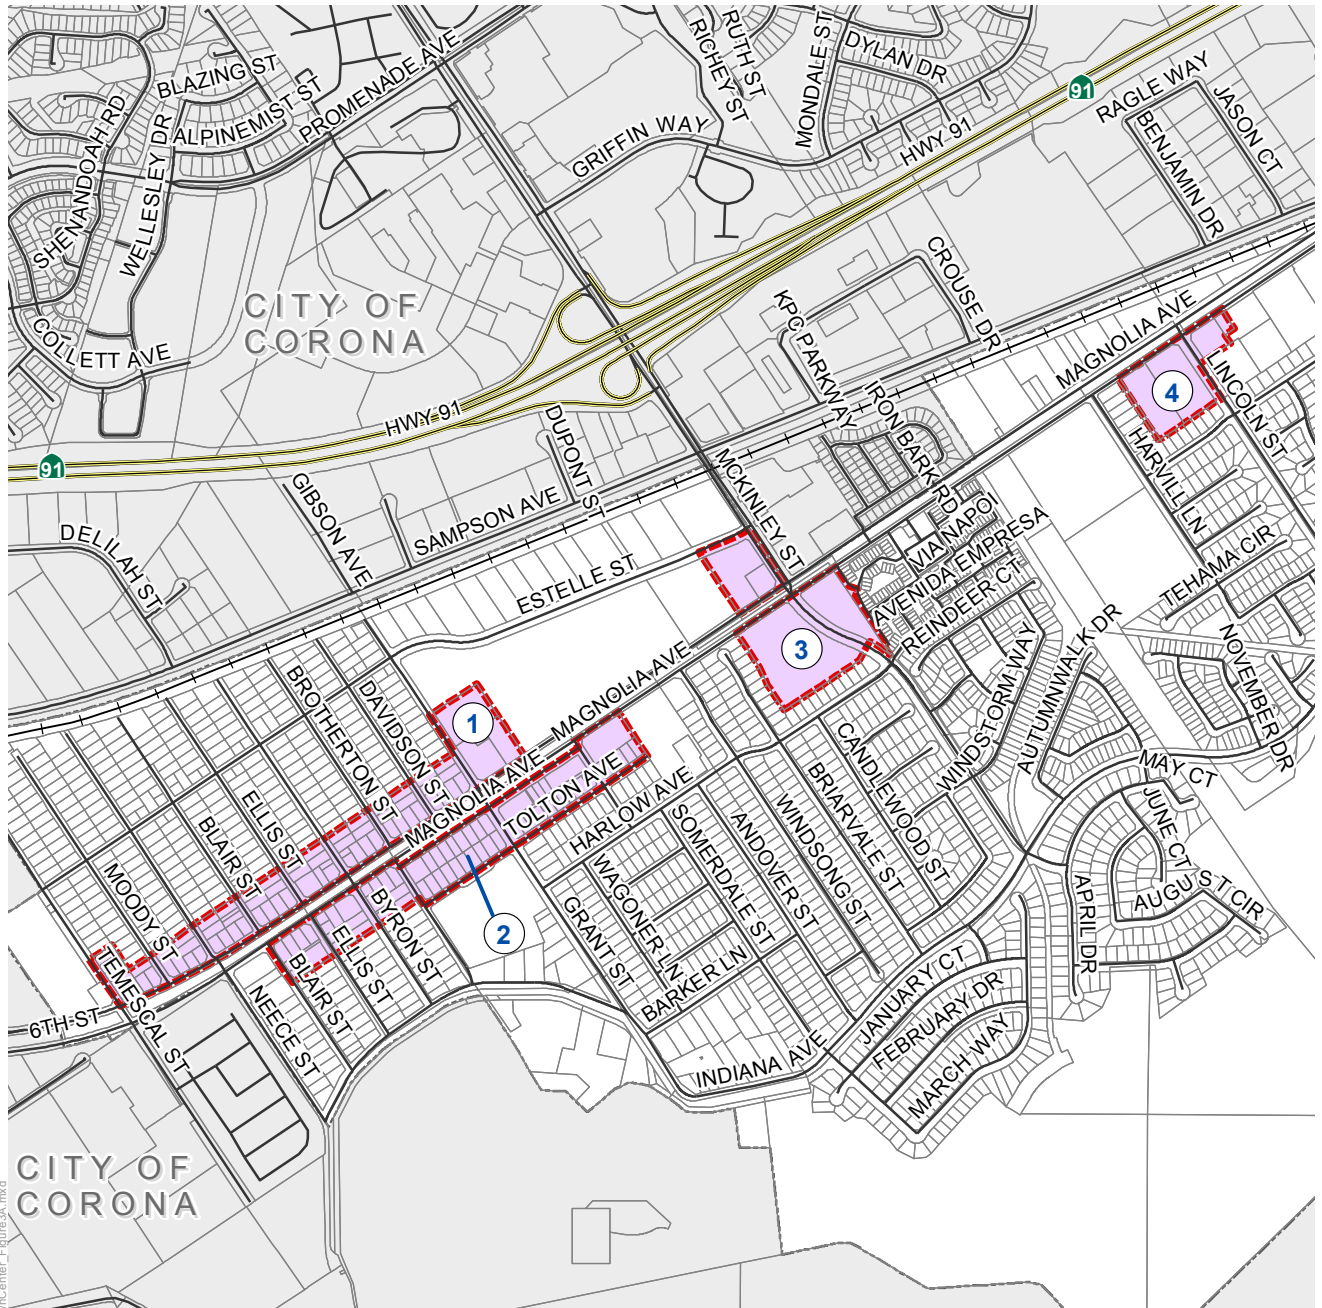 BLAZING ST
ALPINEMIST ST
PROMENADE AVE
SHENANDOAH RD
WELLESLEY DR
COLLETT AVE
RUTH ST
RICHEY ST
MONDALE ST
DYLAN DR
GRIFFIN WAY
HWY 91
91
RAGLE WAY
JASON CT
BENJAMIN DR
CITY OF
CORONA
CROUSE DR
KPC PARKWAY
IRON BARK RD
MAGNOLIA AVE
4
LINCOLN ST
HARVILL LN
HWY 91
91
DUPONT S
GIBSON AVE
SAMPSON AVE
MCKINLEY ST
DELILAH ST
ESTELLE ST
VIA NAPOI
AVENIDA EMPRESA
REINDEER CT
TEHAMA CIR
NOVEMBER DR
3
BROTHERTON ST
DAVIDSON ST
1
MAGNOLIA AVE
MAGNOLIA AVE
TOLTON AVE
HARLOW AVE
WINDSTORM WAY
AUTUMNWALK DR
CANDLEWOOD ST
BRIARVALE ST
WINDSONG ST
ANDOVER ST
SOMERDALE ST
WAGONER LN
GRANT ST
BARKER LN
MAY CT
JUNE CT
AUGUST CIR
APRIL DR
ELLIS ST
BLAIR ST
MOODY ST
TEMESCAL ST
6TH ST
NEECE ST
BLAIR ST
ELLIS ST
BYRON ST
2
INDIANA AVE
JANUARY CT
FEBRUARY DR
MARCH WAY
CITY OF
CORONA